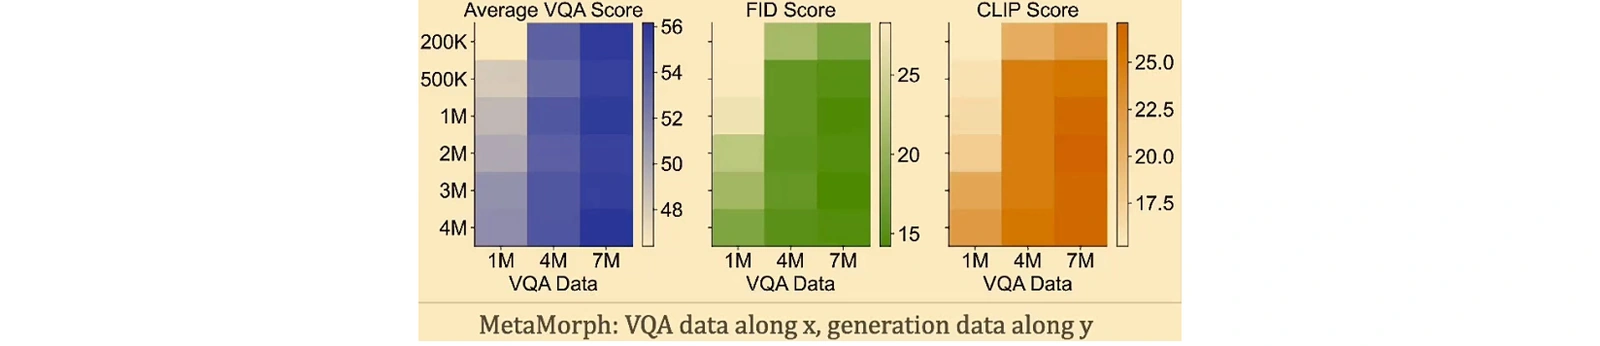 Average VQA Score FID Score CLIP Score
200K
500K
1M
2M
3M
4M
56
54
52
50
48
1M 4M 7M
VQA Data
25
20
15
1M 4M 7M
VQA Data
25.0
22.5
20.0
17.5
1M 4M 7M
VQA Data
MetaMorph: VQA data along x, generation data along y